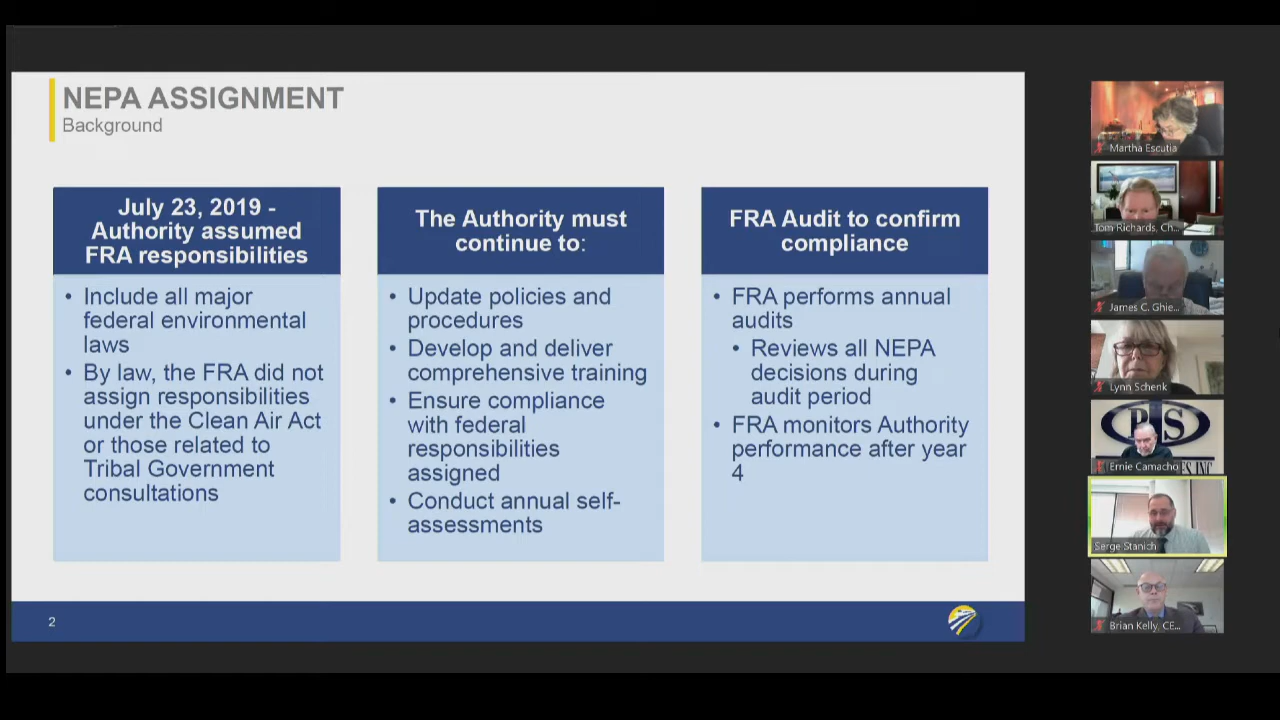 NEPA ASSIGNMENT
Background
July 23, 2019 -
Authority assumed
FRA responsibilities
• Include all major
federal environmental
laws
• By law, the FRA did not
assign responsibilities
under the Clean Air Act
or those related to
Tribal Government
consultations
The Authority must
continue to:
• Update policies and
procedures
• Develop and deliver
comprehensive training
• Ensure compliance
with federal
responsibilities
assigned
• Conduct annual self-
assessments
FRA Audit to confirm
compliance
• FRA performs annual
audits
• Reviews all NEPA
decisions during
audit period
• FRA monitors Authority
performance after year
4
2
Martha Escutia
Tom Richards, Ch...
James C. Ghie...
Lynn Schenk
Ernie Camacho
Serge Stanich
Brian Kelly, CE...